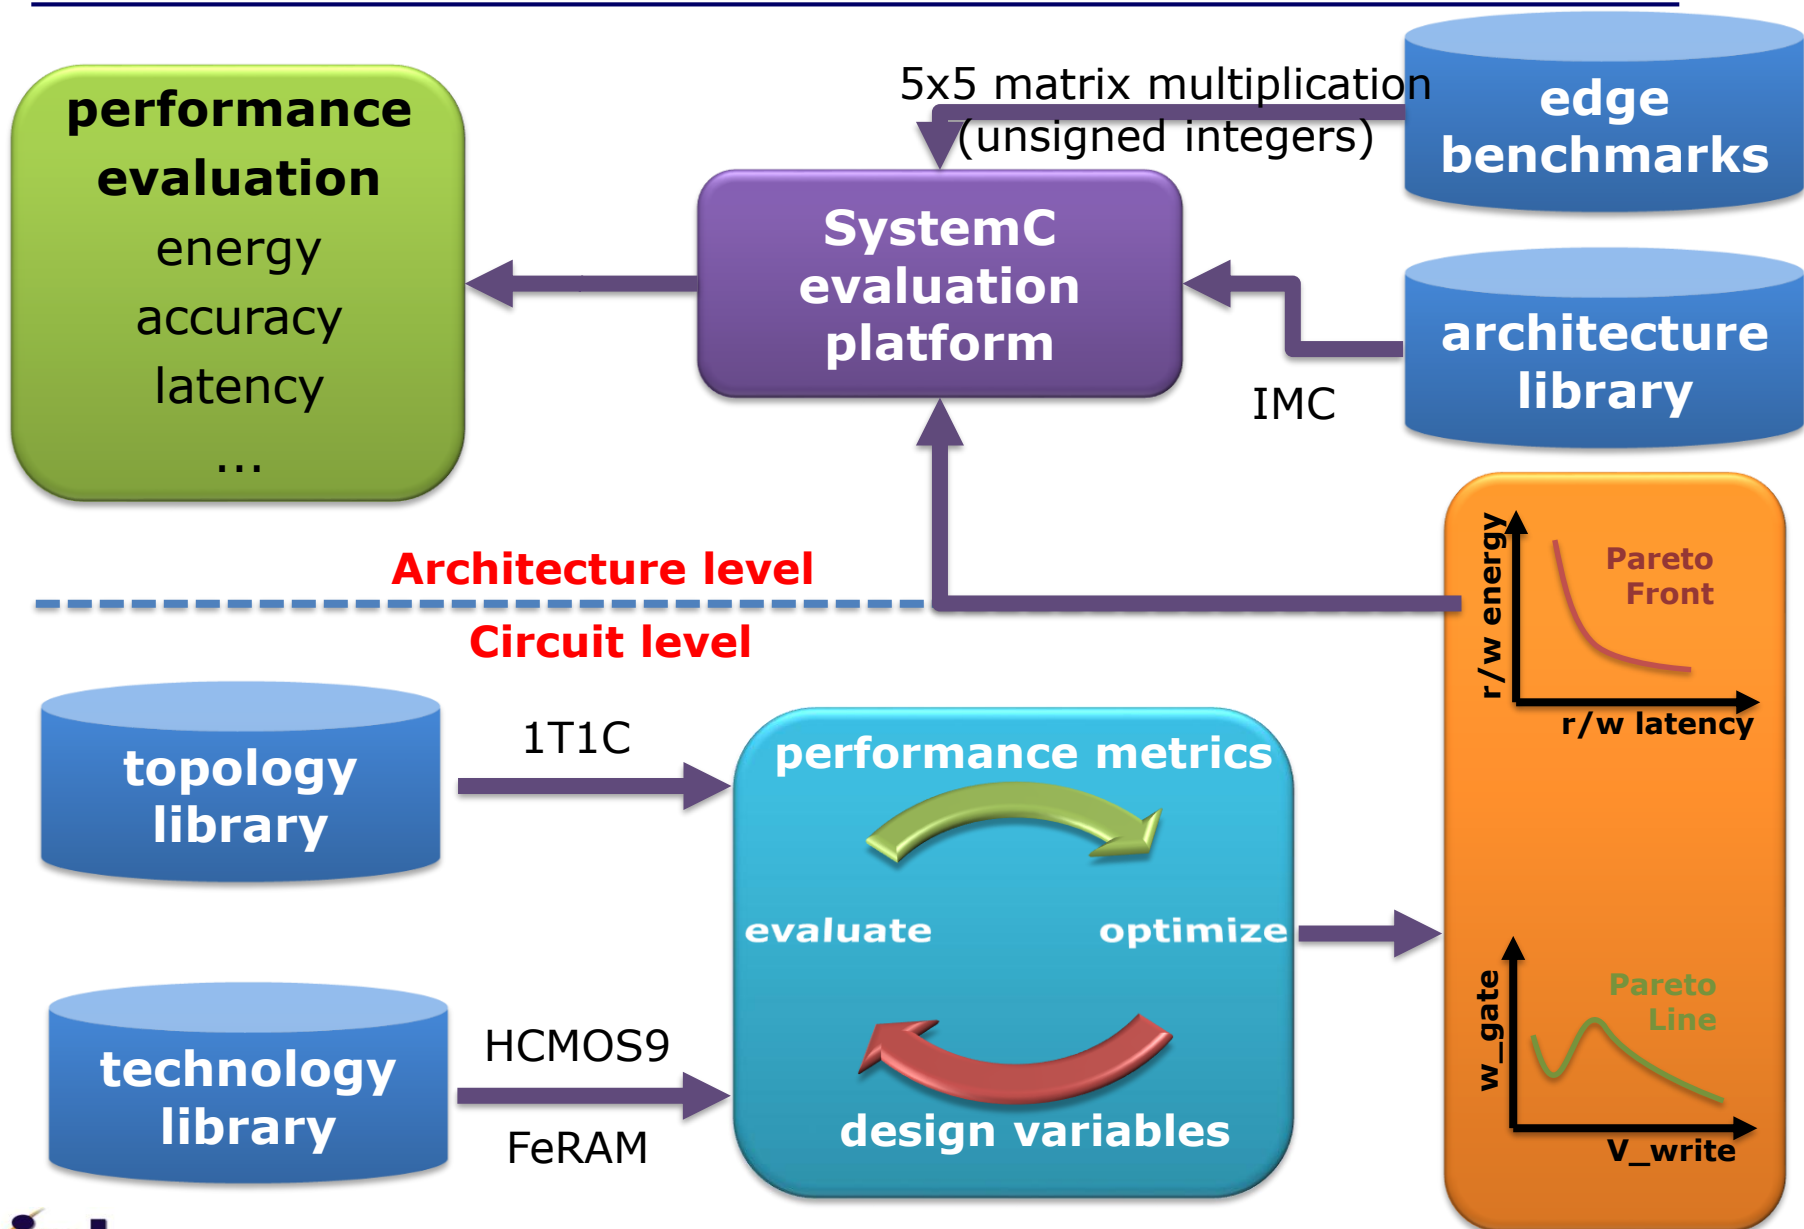 performance
evaluation
energy
accuracy
latency
...
5x5 matrix multiplication
(unsigned integers)
edge
benchmarks
SystemC
evaluation
platform
architecture
library
IMC
Architecture level
Circuit level
r/w energy
Pareto
Front
r/w latency
topology
library
1T1C
performance metrics
evaluate
optimize
design variables
technology
library
HCMOS9
FeRAM
w_gate
Pareto
Line
V_write